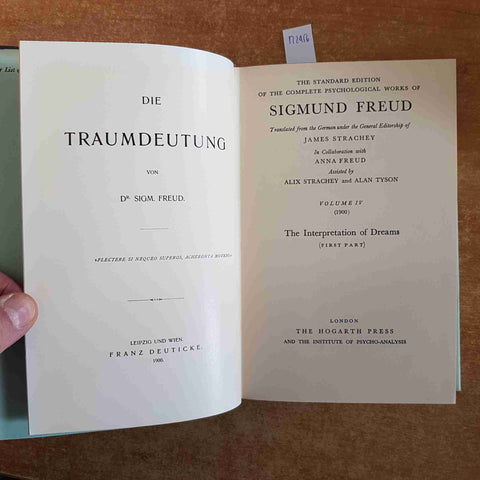 r List of
DIE
TRAUMDEUTUNG
VON
DR. SIGM. FREUD.
»FLECTERE SI NEQUEO SUPEROS, ACHERONTA MOVEBO«
LEIPZIG UND WIEN.
FRANZ DEUTICKE.
1900.
THE STANDARD EDITION
OF THE COMPLETE PSYCHOLOGICAL WORKS OF
SIGMUND FREUD
Translated from the German under the General Editorship of
JAMES STRACHEY
In Collaboration with
ANNA FREUD
Assisted by
ALIX STRACHEY and ALAN TYSON
VOLUME IV
(1900)
The Interpretation of Dreams
(FIRST PART)
LONDON
THE HOGARTH PRESS
AND THE INSTITUTE OF PSYCHO-ANALYSIS